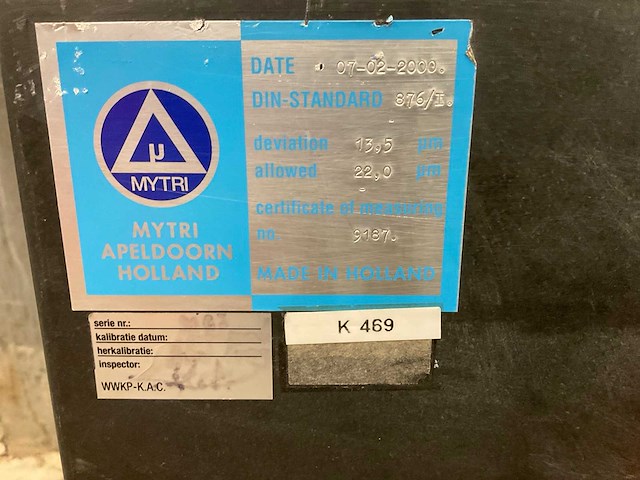 µ
MYTRI
MYTRI
APELDOORN
HOLLAND
DATE 07-02-2000.
DIN-STANDARD 876/I.
deviation 13,5 µm
allowed 22,0 µm
certificate of measuring
no. 9187.
MADE IN HOLLAND
serie nr.:
kalibratie datum:
herkalibratie:
inspector:
WWKP-K.A.C.
K 469